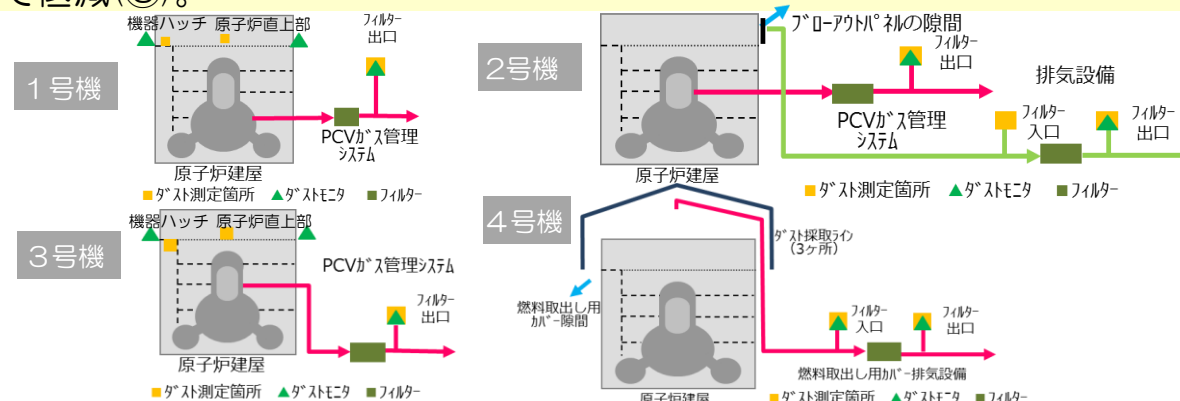 １号機
機器ハッチ 原子炉直上部
ﾌｨﾙﾀｰ
出口
PCVｶﾞｽ管理
ｼｽﾃﾑ
原子炉建屋
■ﾀﾞｽﾄ測定箇所 ▲ﾀﾞｽﾄﾓﾆﾀ ■ﾌｨﾙﾀｰ
２号機
ﾌﾞﾛｰｱｳﾄﾊﾟﾈﾙの隙間
ﾌｨﾙﾀｰ
出口
PCVｶﾞｽ管理
ｼｽﾃﾑ
排気設備
ﾌｨﾙﾀｰ
入口
ﾌｨﾙﾀｰ
出口
原子炉建屋
■ﾀﾞｽﾄ測定箇所 ▲ﾀﾞｽﾄﾓﾆﾀ ■ﾌｨﾙﾀｰ
３号機
機器ハッチ 原子炉直上部
PCVｶﾞｽ管理ｼｽﾃﾑ
ﾌｨﾙﾀｰ
出口
原子炉建屋
■ﾀﾞｽﾄ測定箇所 ▲ﾀﾞｽﾄﾓﾆﾀ ■ﾌｨﾙﾀｰ
４号機
ﾀﾞｽﾄ採取ﾗｲﾝ
(3ヶ所)
燃料取出し用
ｶﾊﾞｰ隙間
ﾌｨﾙﾀｰ
入口
ﾌｨﾙﾀｰ
出口
燃料取出し用ｶﾊﾞｰ排気設備
原子炉建屋
■ﾀﾞｽﾄ測定箇所 ▲ﾀﾞｽﾄﾓﾆﾀ ■ﾌｨﾙﾀｰ